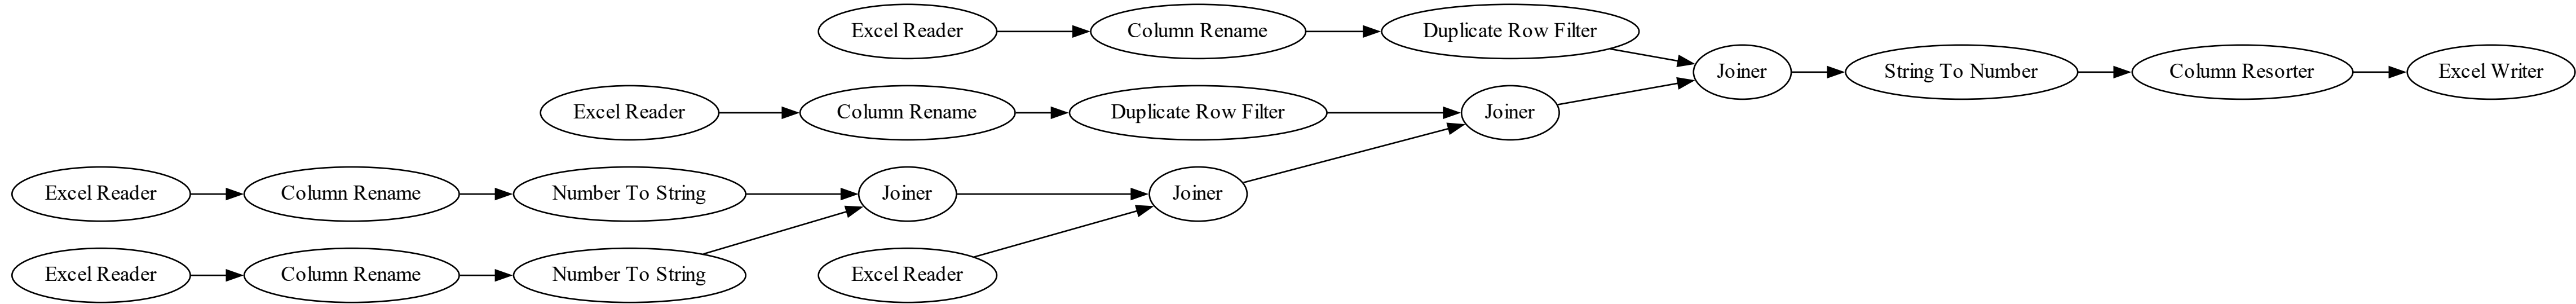 Excel Reader
Column Rename
Duplicate Row Filter
Joiner
String To Number
Column Resorter
Excel Writer
Excel Reader
Column Rename
Duplicate Row Filter
Joiner
Excel Reader
Column Rename
Number To String
Joiner
Joiner
Excel Reader
Column Rename
Number To String
Excel Reader